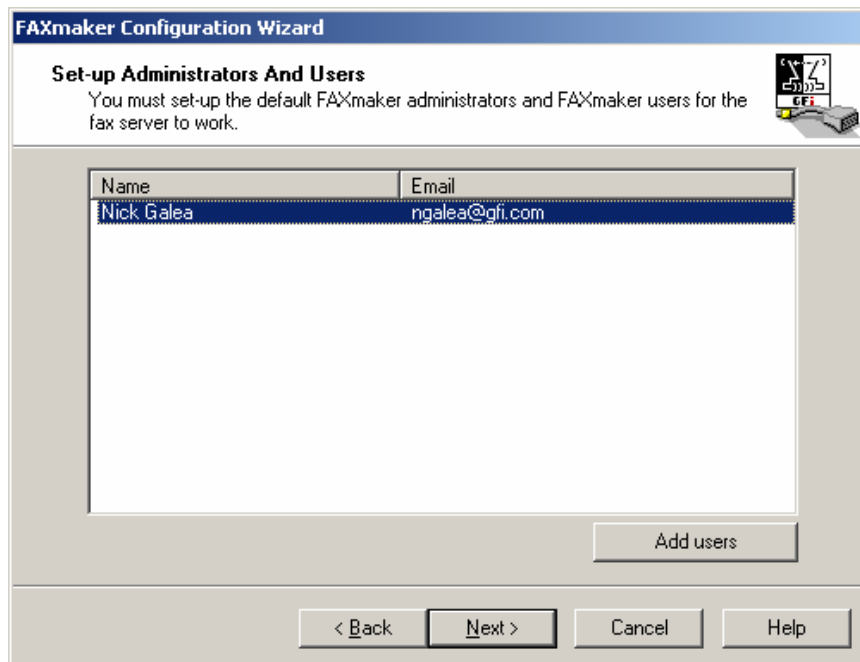 FAXmaker Configuration Wizard
Set-up Administrators And Users
You must set-up the default FAXmaker administrators and FAXmaker users for the
fax server to work.
GFi
Name Email
Nick Galea ngalea@gfi.com
Add users
< Back Next > Cancel Help